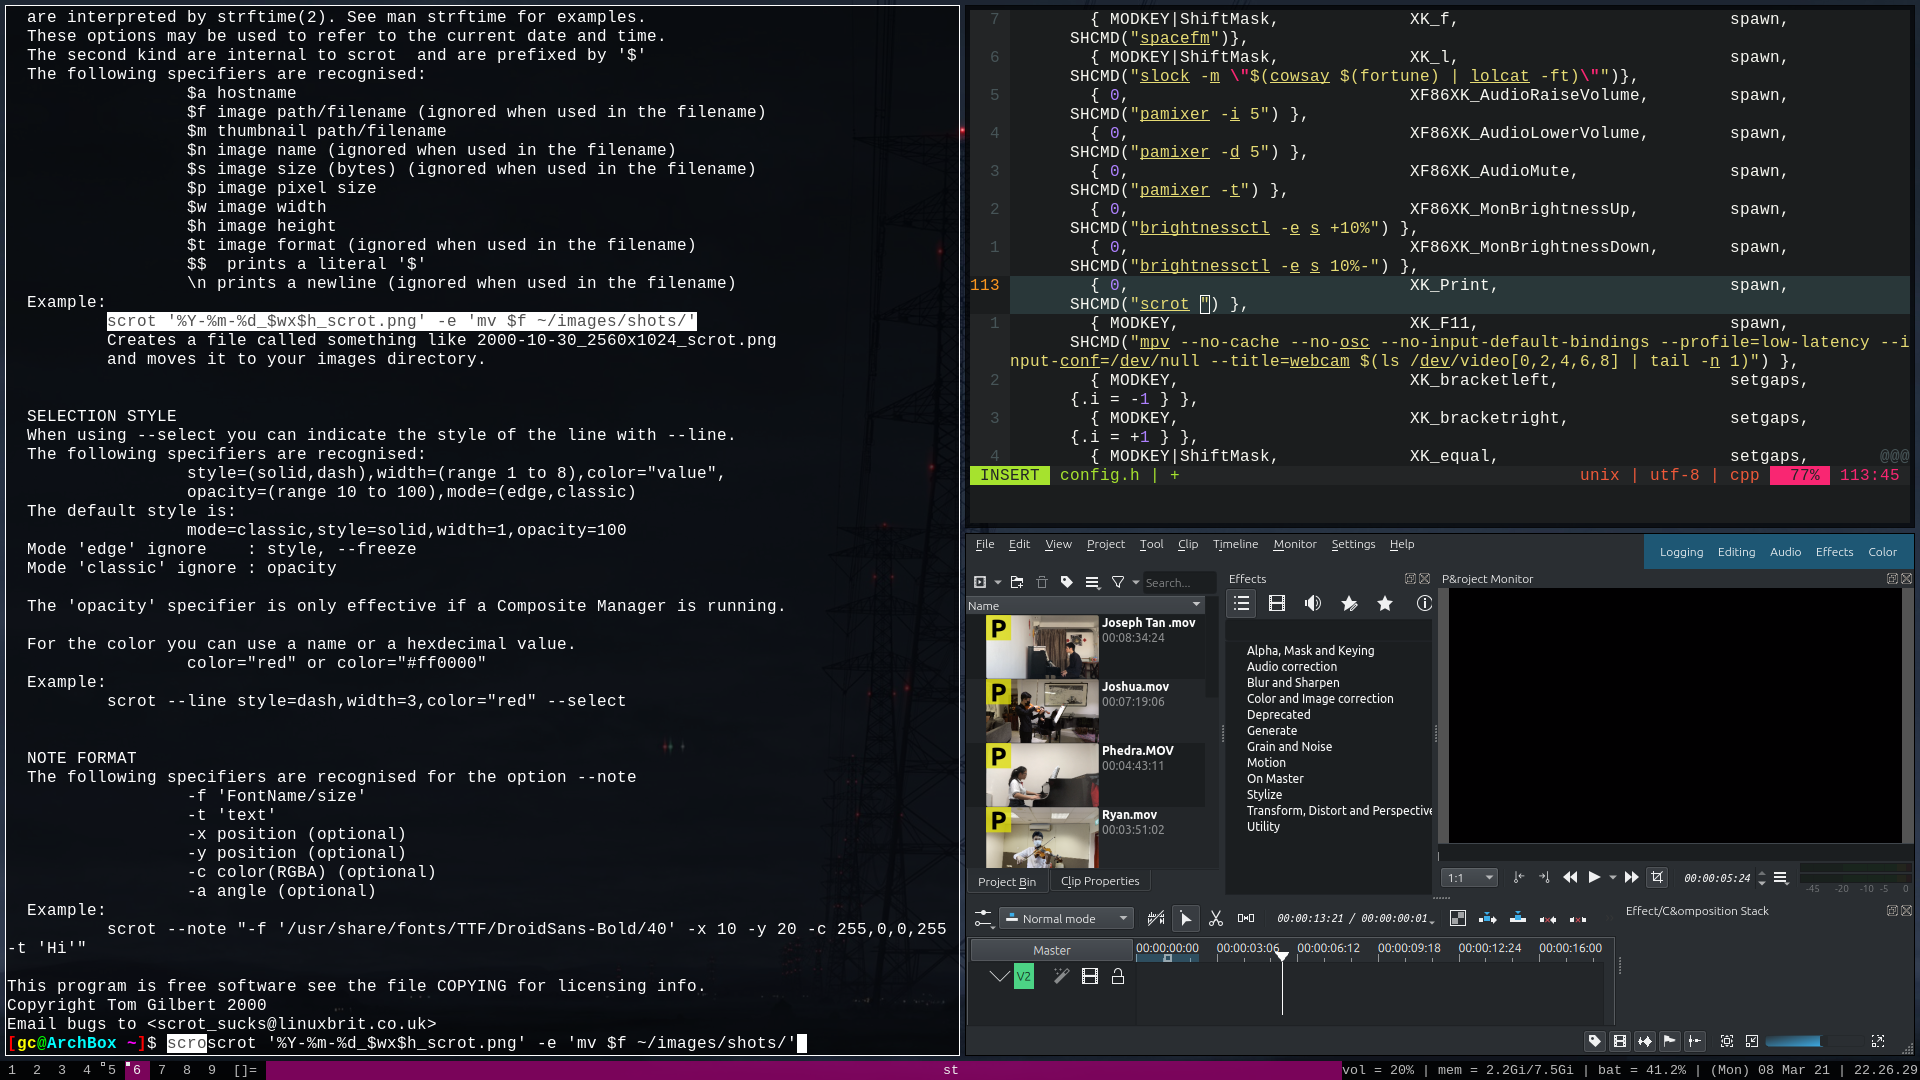 are interpreted by strftime(2). See man strftime for examples.
These options may be used to refer to the current date and time.
The second kind are internal to scrot  and are prefixed by '$'
The following specifiers are recognised:
$a hostname
$f image path/filename (ignored when used in the filename)
$m thumbnail path/filename
$n image name (ignored when used in the filename)
$s image size (bytes) (ignored when used in the filename)
$p image pixel size
$w image width
$h image height
$t image format (ignored when used in the filename)
$$  prints a literal '$'
\n prints a newline (ignored when used in the filename)
Example:
scrot '%Y-%m-%d_$wx$h_scrot.png' -e 'mv $f ~/images/shots/'
Creates a file called something like 2000-10-30_2560x1024_scrot.png
and moves it to your images directory.
SELECTION STYLE
When using --select you can indicate the style of the line with --line.
The following specifiers are recognised:
style=(solid,dash),width=(range 1 to 8),color="value",
opacity=(range 10 to 100),mode=(edge,classic)
The default style is:
mode=classic,style=solid,width=1,opacity=100
Mode 'edge' ignore    : style, --freeze
Mode 'classic' ignore : opacity
The 'opacity' specifier is only effective if a Composite Manager is running.
For the color you can use a name or a hexdecimal value.
color="red" or color="#ff0000"
Example:
scrot --line style=dash,width=3,color="red" --select
NOTE FORMAT
The following specifiers are recognised for the option --note
-f 'FontName/size'
-t 'text'
-x position (optional)
-y position (optional)
-c color(RGBA) (optional)
-a angle (optional)
Example:
scrot --note "-f '/usr/share/fonts/TTF/DroidSans-Bold/40' -x 10 -y 20 -c 255,0,0,255
-t 'Hi'"
This program is free software see the file COPYING for licensing info.
Copyright Tom Gilbert 2000
Email bugs to <scrot_sucks@linuxbrit.co.uk>
[gc@ArchBox ~]$ scroscrot '%Y-%m-%d_$wx$h_scrot.png' -e 'mv $f ~/images/shots/'
7 { MODKEY|ShiftMask, XK_f, spawn,
SHCMD("spacefm")},
6 { MODKEY|ShiftMask, XK_l, spawn,
SHCMD("slock -m \"$(cowsay $(fortune) | lolcat -ft)\"")},
5 { 0, XF86XK_AudioRaiseVolume, spawn,
SHCMD("pamixer -i 5") },
4 { 0, XF86XK_AudioLowerVolume, spawn,
SHCMD("pamixer -d 5") },
3 { 0, XF86XK_AudioMute, spawn,
SHCMD("pamixer -t") },
2 { 0, XF86XK_MonBrightnessUp, spawn,
SHCMD("brightnessctl -e s +10%") },
1 { 0, XF86XK_MonBrightnessDown, spawn,
SHCMD("brightnessctl -e s 10%-") },
113 { 0, XK_Print, spawn,
SHCMD("scrot ") },
1 { MODKEY, XK_F11, spawn,
SHCMD("mpv --no-cache --no-osc --no-input-default-bindings --profile=low-latency --i
nput-conf=/dev/null --title=webcam $(ls /dev/video[0,2,4,6,8] | tail -n 1)") },
2 { MODKEY, XK_bracketleft, setgaps,
{.i = -1 } },
3 { MODKEY, XK_bracketright, setgaps,
{.i = +1 } },
4 { MODKEY|ShiftMask, XK_equal, setgaps, @@@
INSERT config.h | + unix | utf-8 | cpp 77% 113:45
File Edit View Project Tool Clip Timeline Monitor Settings Help
Logging Editing Audio Effects Color
Search...
Name
P Joseph Tan .mov
00:08:34:24
P Joshua.mov
00:07:19:06
P Phedra.MOV
00:04:43:11
P Ryan.mov
00:03:51:02
Project Bin Clip Properties
Effects
Alpha, Mask and Keying
Audio correction
Blur and Sharpen
Color and Image correction
Deprecated
Generate
Grain and Noise
Motion
On Master
Stylize
Transform, Distort and Perspective
Utility
P&roject Monitor
1:1 00:00:05:24
-45 -20 -10 -5 0
Normal mode 00:00:13:21 / 00:00:00:01
Effect/C&omposition Stack
Master 00:00:00:00 00:00:03:06 00:00:06:12 00:00:09:18 00:00:12:24 00:00:16:00
V2
1 2 3 4 5 6 7 8 9 []= st vol = 20% | mem = 2.2Gi/7.5Gi | bat = 41.2% | (Mon) 08 Mar 21 | 22.26.29